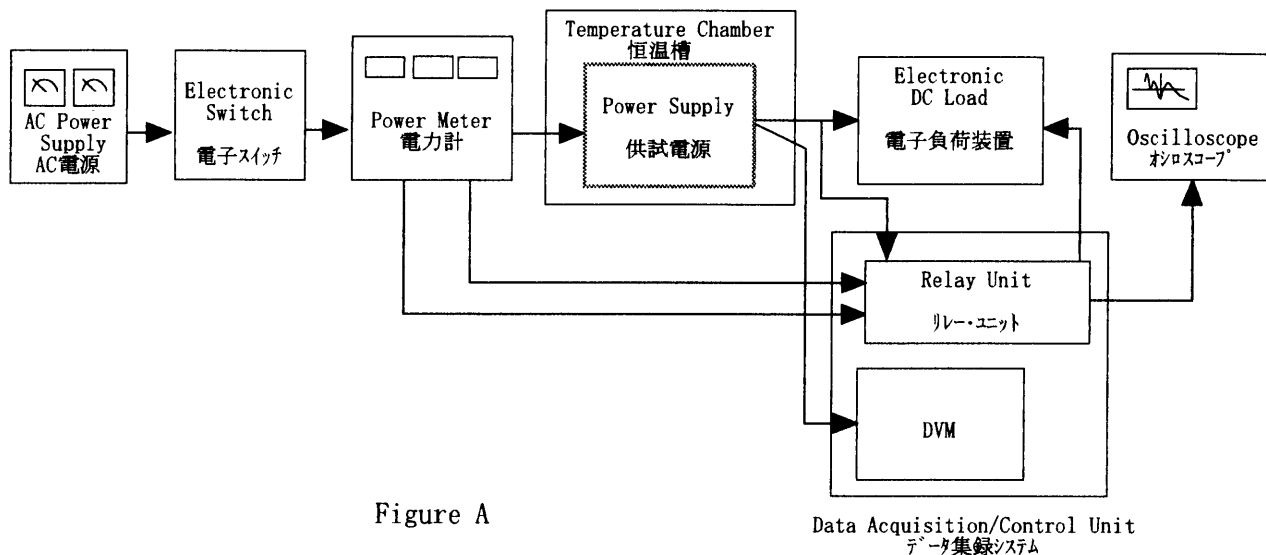 AC Power
Supply
AC電源
Electronic
Switch
電子スイッチ
Power Meter
電力計
Temperature Chamber
恒温槽
Power Supply
供試電源
Electronic
DC Load
電子負荷装置
Oscilloscope
オシロスコープ
Relay Unit
リレー・ユニット
DVM
Figure A
Data Acquisition/Control Unit
データ集録システム